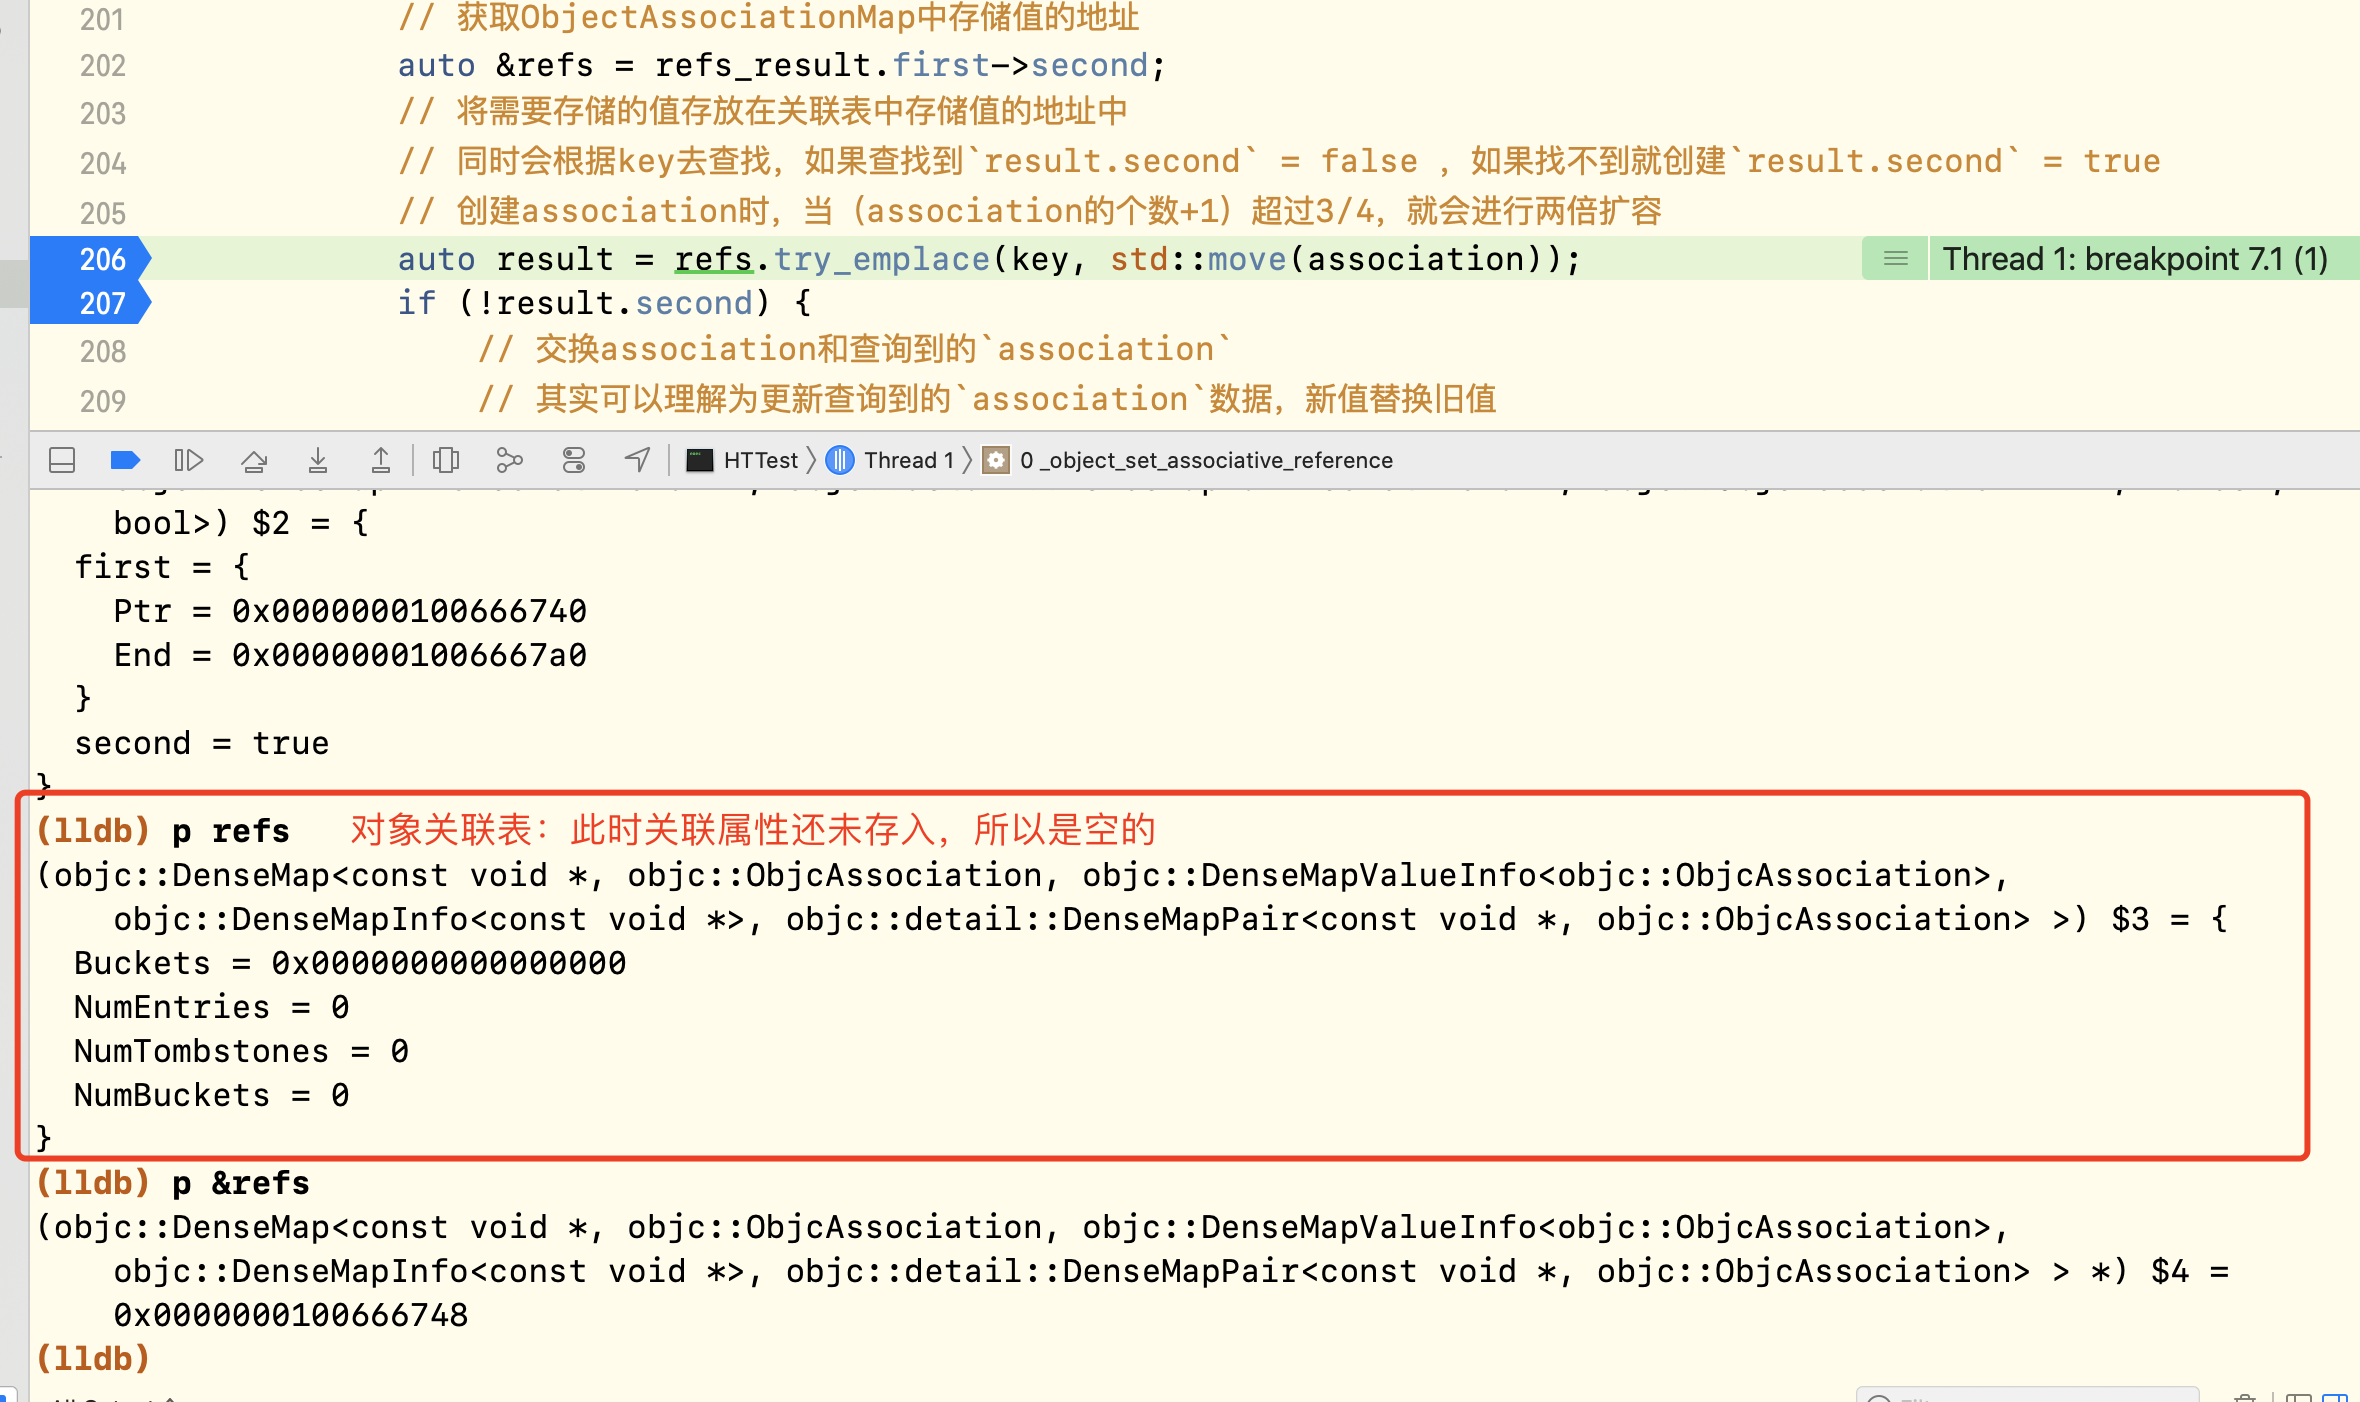 201 // 获取ObjectAssociationMap中存储值的地址
202 auto &refs = refs_result.first->second;
203 // 将需要存储的值存放在关联表中存储值的地址中
204 // 同时会根据key去查找，如果查找到`result.second` = false ，如果找不到就创建`result.second` = true
205 // 创建association时，当（association的个数+1）超过3/4，就会进行两倍扩容
206 auto result = refs.try_emplace(key, std::move(association)); Thread 1: breakpoint 7.1 (1)
207 if (!result.second) {
208 // 交换association和查询到的`association`
209 // 其实可以理解为更新查询到的`association`数据，新值替换旧值
HTTest Thread 1 0 _object_set_associative_reference
bool>) $2 = {
first = {
Ptr = 0x0000000100666740
End = 0x00000001006667a0
}
second = true
}
(lldb) p refs 对象关联表：此时关联属性还未存入，所以是空的
(objc::DenseMap<const void *, objc::ObjcAssociation, objc::DenseMapValueInfo<objc::ObjcAssociation>,
objc::DenseMapInfo<const void *>, objc::detail::DenseMapPair<const void *, objc::ObjcAssociation> >) $3 = {
Buckets = 0x0000000000000000
NumEntries = 0
NumTombstones = 0
NumBuckets = 0
}
(lldb) p &refs
(objc::DenseMap<const void *, objc::ObjcAssociation, objc::DenseMapValueInfo<objc::ObjcAssociation>,
objc::DenseMapInfo<const void *>, objc::detail::DenseMapPair<const void *, objc::ObjcAssociation> > *) $4 =
0x0000000100666748
(lldb)